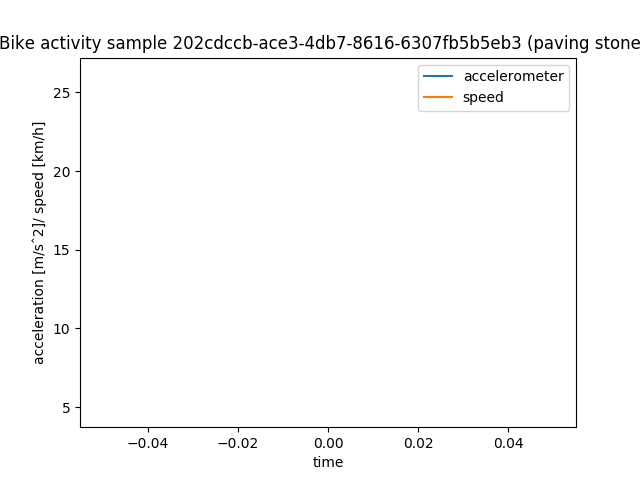 Bike activity sample 202cdccb-ace3-4db7-8616-6307fb5b5eb3 (paving stone
accelerometer
speed
acceleration [m/sˆ2]/ speed [km/h]
25
20
15
10
5
−0.04 −0.02 0.00 0.02 0.04
time